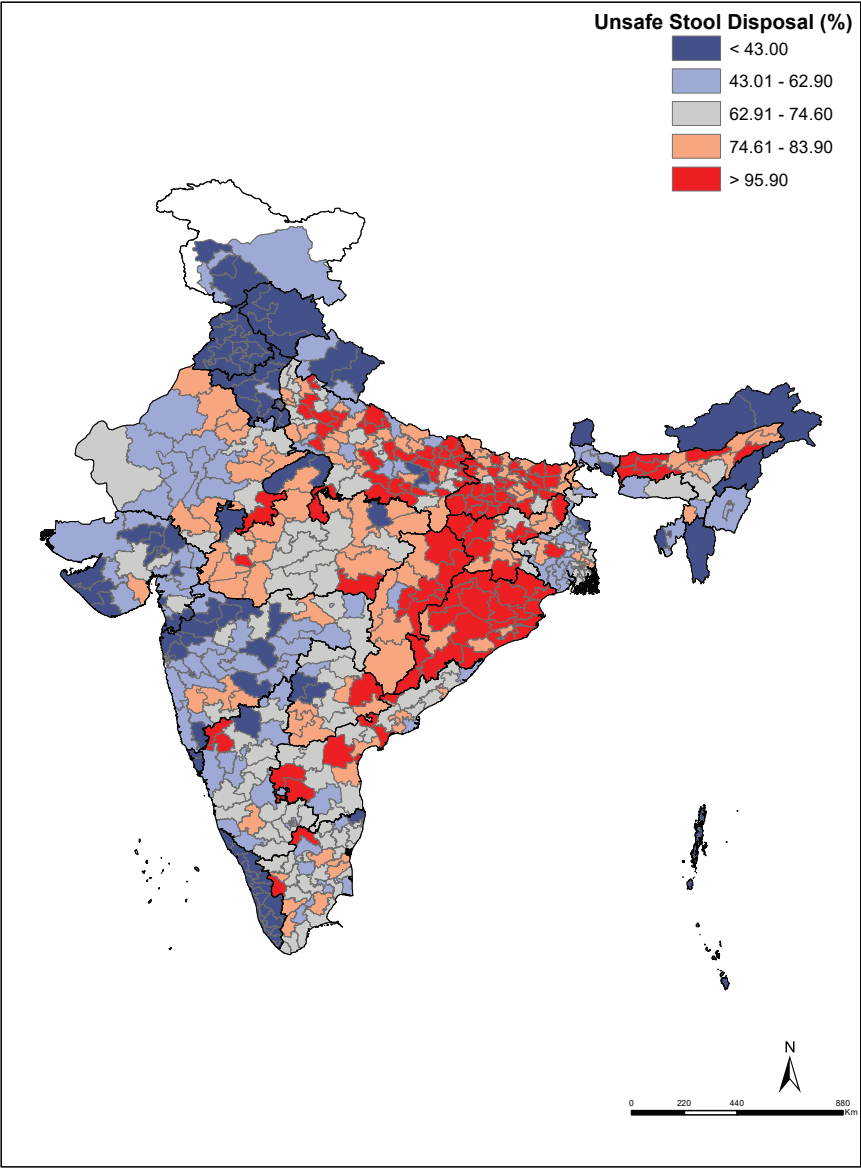 Unsafe Stool Disposal (%)
< 43.00
43.01 - 62.90
62.91 - 74.60
74.61 - 83.90
> 95.90
N
0 220 440 880
Km